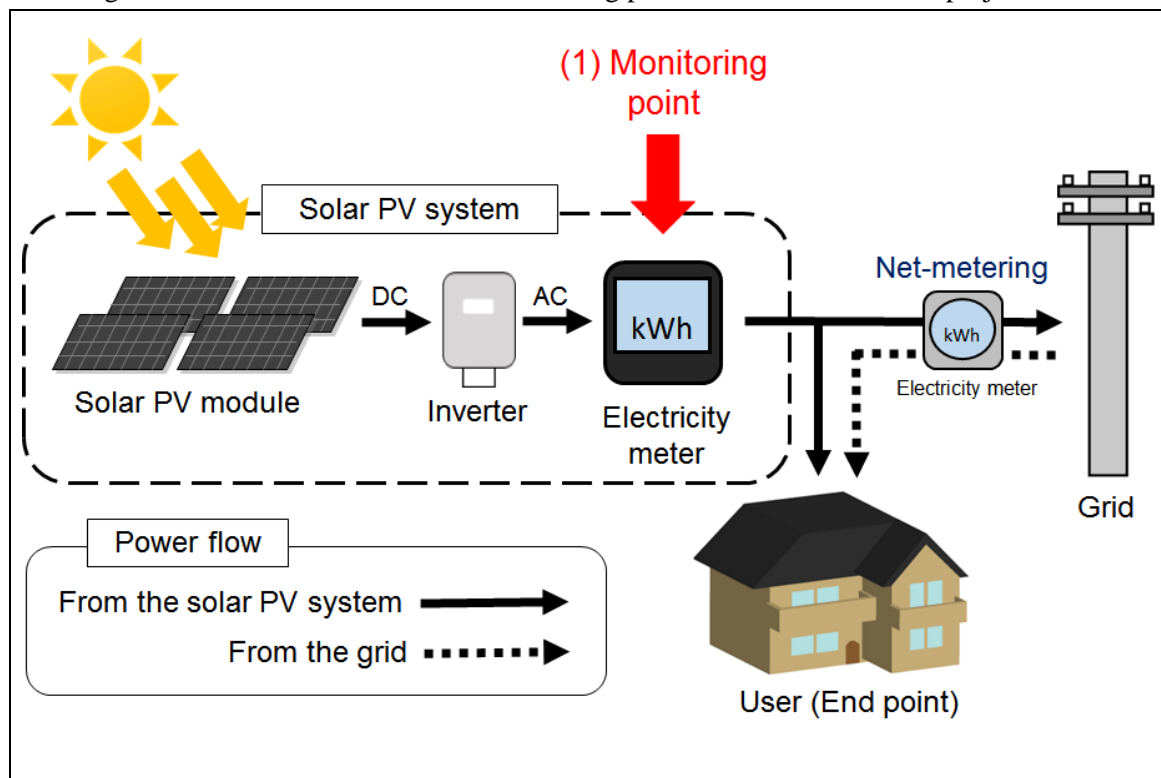 (1) Monitoring
point
Solar PV system
DC
AC
kWh
Solar PV module
Inverter
Electricity
meter
Net-metering
kWh
Electricity meter
Grid
Power flow
From the solar PV system
From the grid
User (End point)